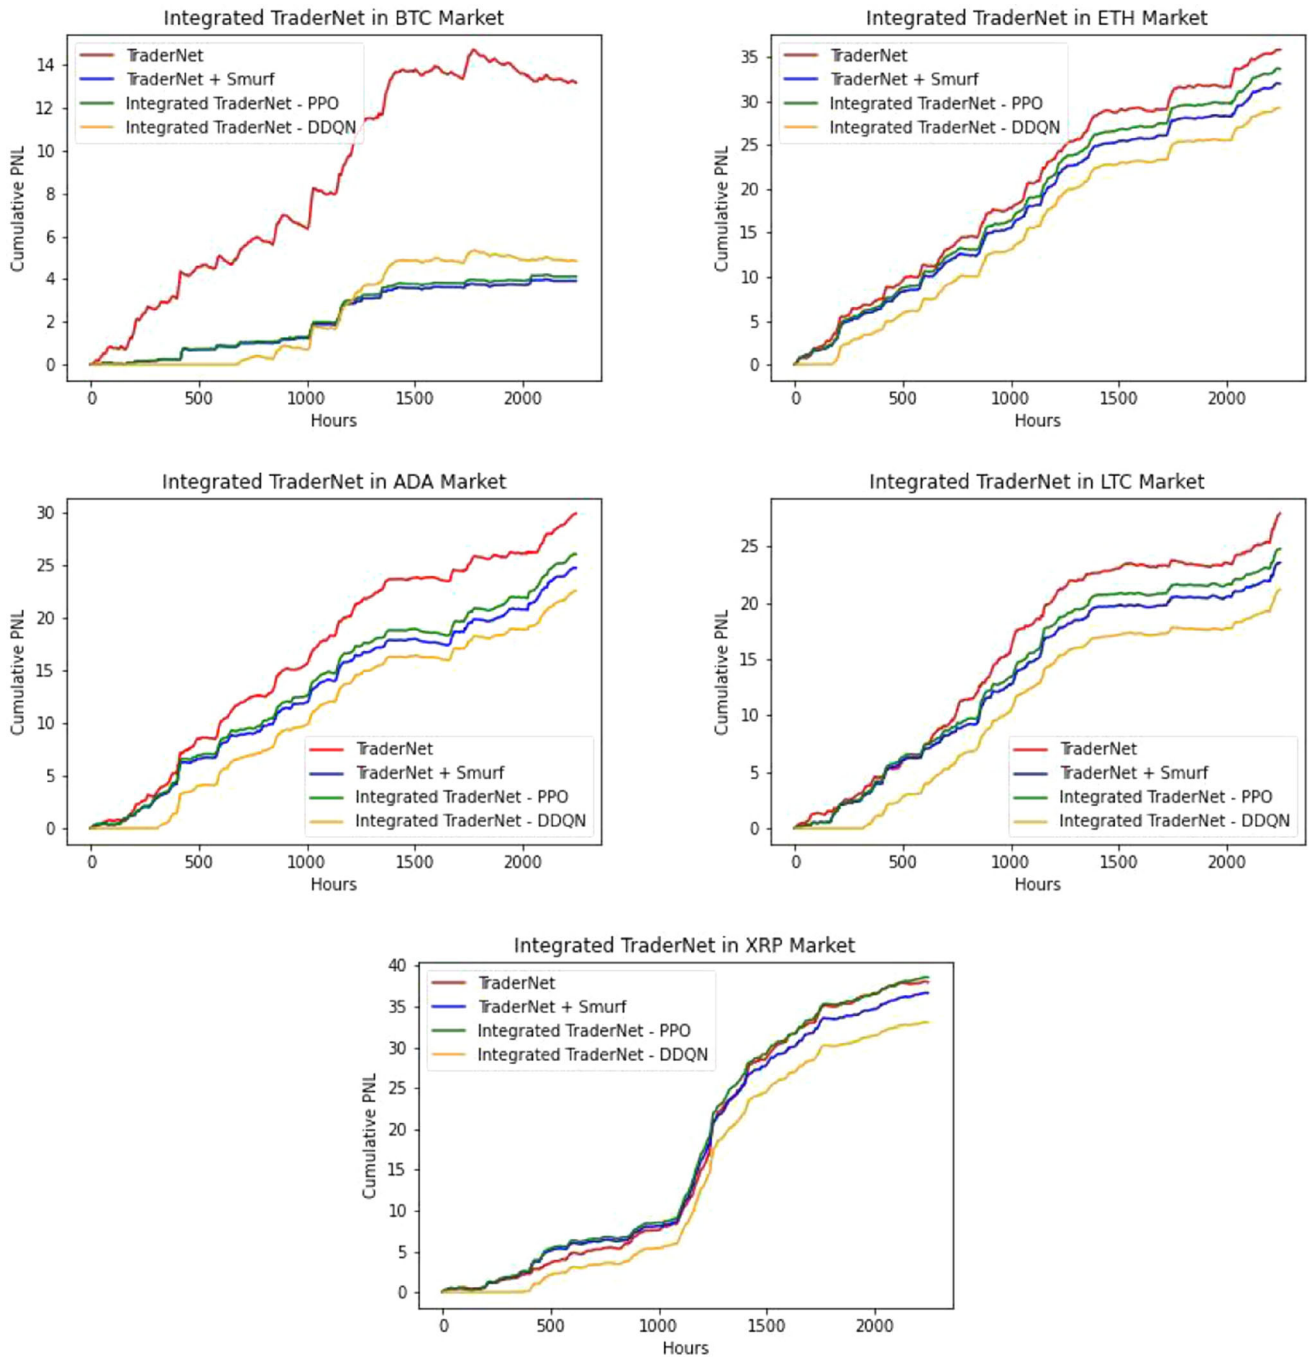 Integrated TraderNet in BTC Market
TraderNet
TraderNet + Smurf
Integrated TraderNet - PPO
Integrated TraderNet - DDQN
14
12
10
8
6
4
2
0
Cumulative PNL
0 500 1000 1500 2000
Hours
Integrated TraderNet in ETH Market
TraderNet
TraderNet + Smurf
Integrated TraderNet - PPO
Integrated TraderNet - DDQN
35
30
25
20
15
10
5
0
Cumulative PNL
0 500 1000 1500 2000
Hours
Integrated TraderNet in ADA Market
30
25
20
15
10
5
0
Cumulative PNL
TraderNet
TraderNet + Smurf
Integrated TraderNet - PPO
Integrated TraderNet - DDQN
0 500 1000 1500 2000
Hours
Integrated TraderNet in LTC Market
25
20
15
10
5
0
Cumulative PNL
TraderNet
TraderNet + Smurf
Integrated TraderNet - PPO
Integrated TraderNet - DDQN
0 500 1000 1500 2000
Hours
Integrated TraderNet in XRP Market
TraderNet
TraderNet + Smurf
Integrated TraderNet - PPO
Integrated TraderNet - DDQN
40
35
30
25
20
15
10
5
0
Cumulative PNL
0 500 1000 1500 2000
Hours